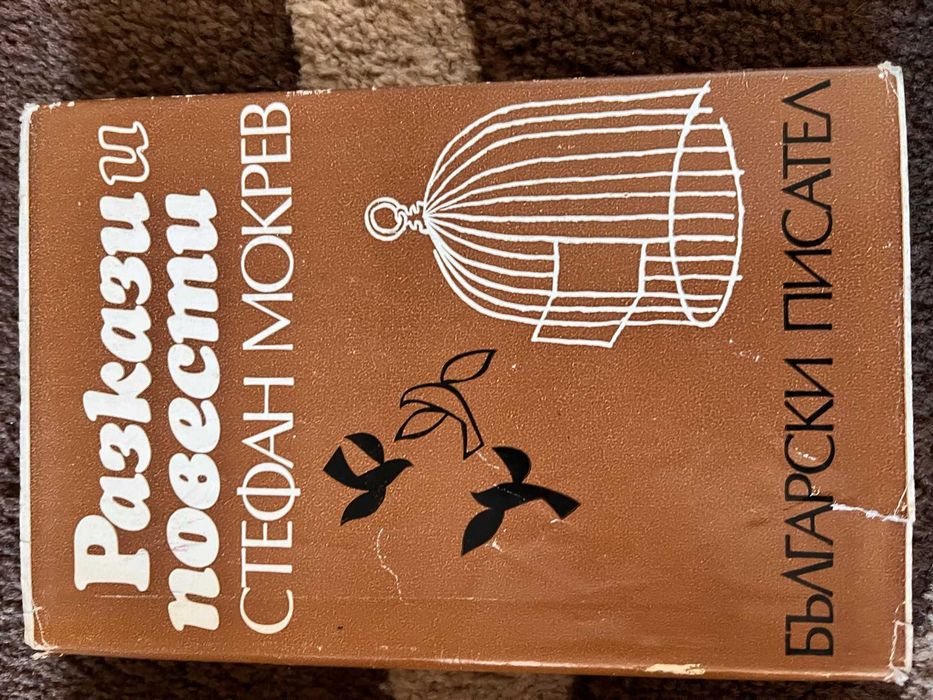 Разкази и
повести
СТЕФАН МОКРЕВ
БЪЛГАРСКИ ПИСАТЕЛ